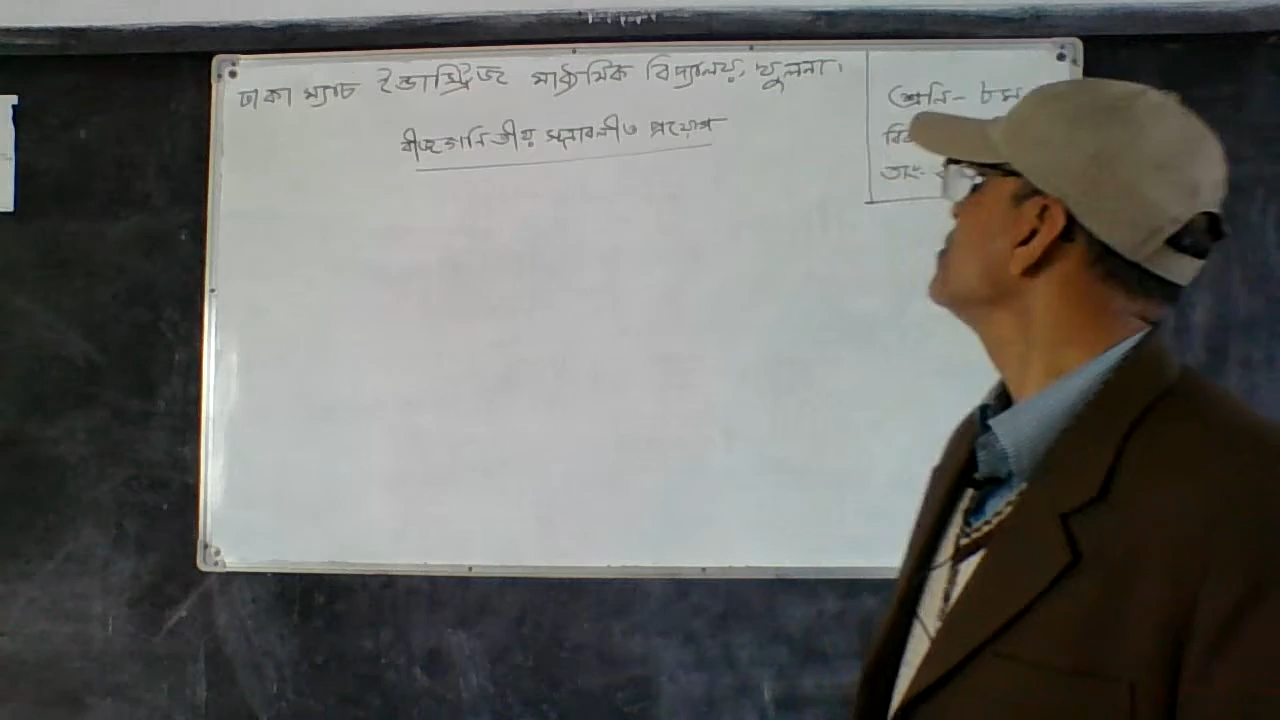 ঢাকা ম্যাচ ইন্ডাস্ট্রিজ মাধ্যমিক বিদ্যালয়, খুলনা।
বীজগানিতীয় সূত্রাবলী ও প্রয়োগ
শ্রেনি - ৮ম
বি
তাং-